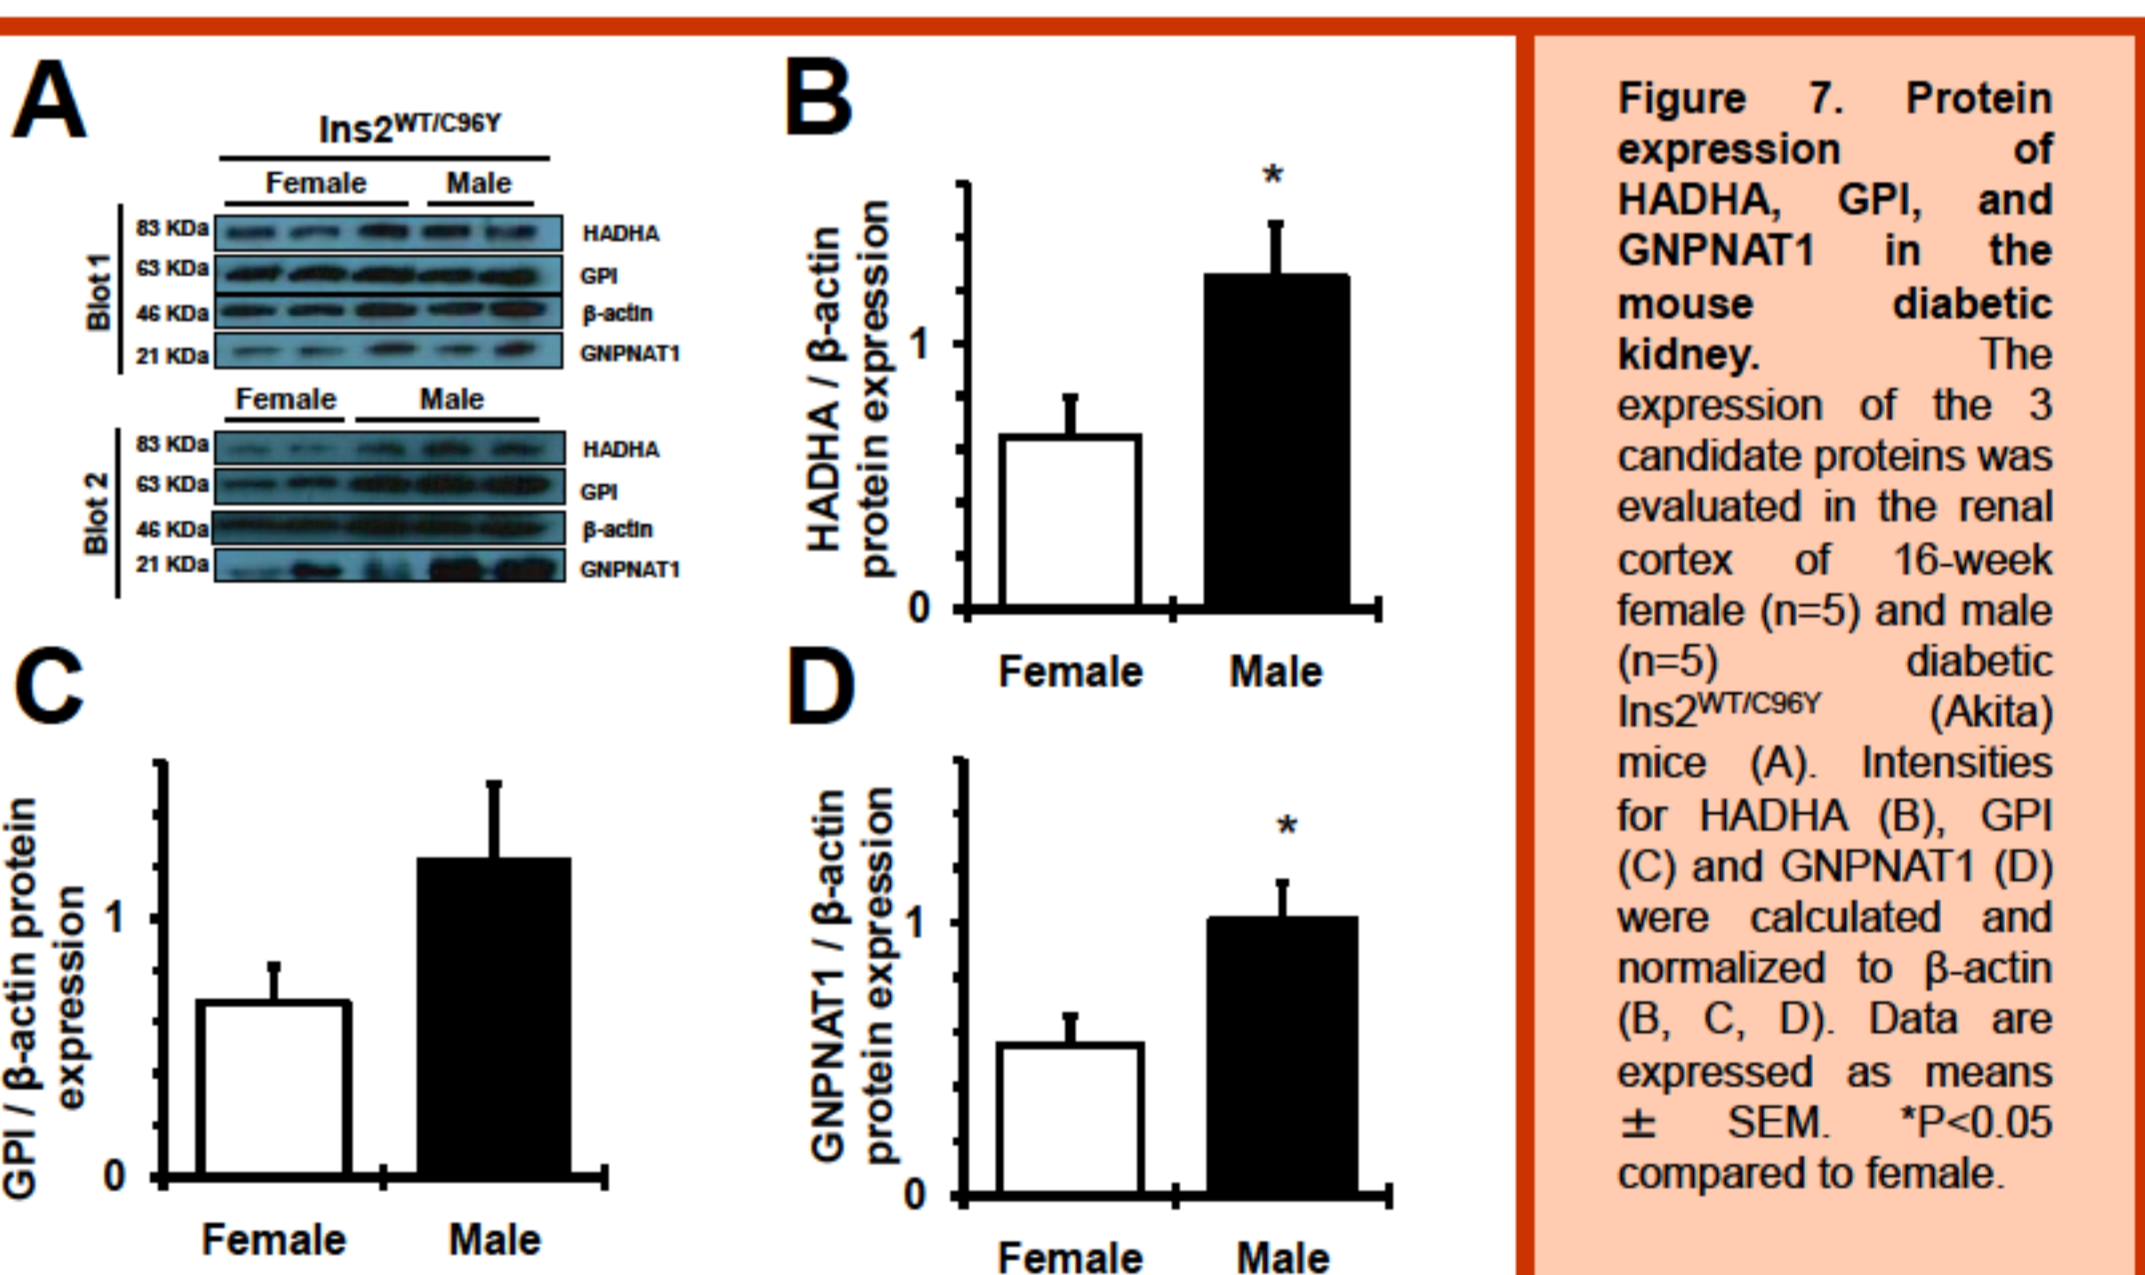 A
Ins2WT/C96Y
Female Male
Blot 1
83 KDa HADHA
63 KDa GPI
46 KDa β-actin
21 KDa GNPNAT1
Female Male
Blot 2
83 KDa HADHA
63 KDa GPI
46 KDa β-actin
21 KDa GNPNAT1
B
HADHA / β-actin
protein expression
*
1
0
Female Male
C
GPI / β-actin protein
expression
1
0
Female Male
D
GNPNAT1 / β-actin
protein expression
*
1
0
Female Male
Figure 7. Protein
expression of
HADHA, GPI, and
GNPNAT1 in the
mouse diabetic
kidney. The
expression of the 3
candidate proteins was
evaluated in the renal
cortex of 16-week
female (n=5) and male
(n=5) diabetic
Ins2WT/C96Y (Akita)
mice (A). Intensities
for HADHA (B), GPI
(C) and GNPNAT1 (D)
were calculated and
normalized to β-actin
(B, C, D). Data are
expressed as means
± SEM. *P<0.05
compared to female.